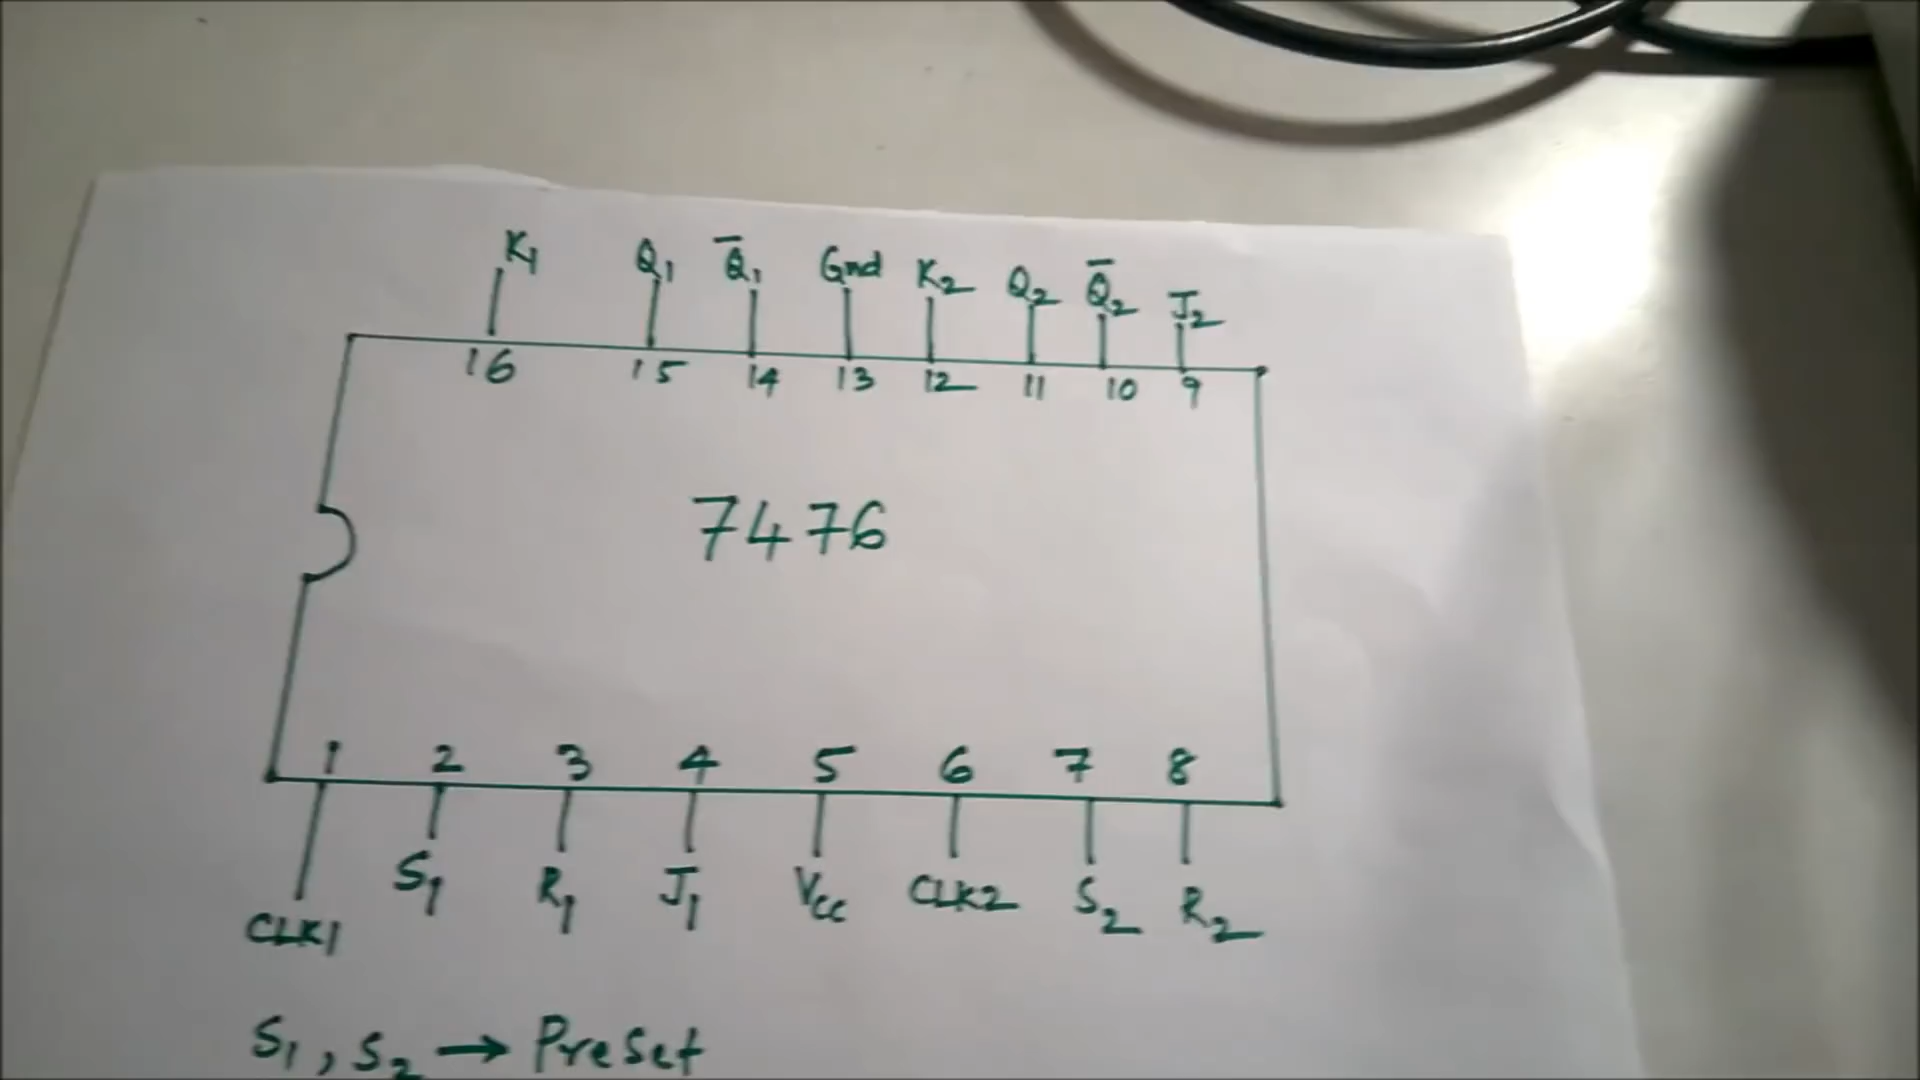 K1 Q1 Q̅1 Gnd K2 Q2 Q̅2 J2
16 15 14 13 12 11 10 9
7476
1 2 3 4 5 6 7 8
CLK1 S1 R1 J1 Vcc CLK2 S2 R2
S1, S2 → Preset